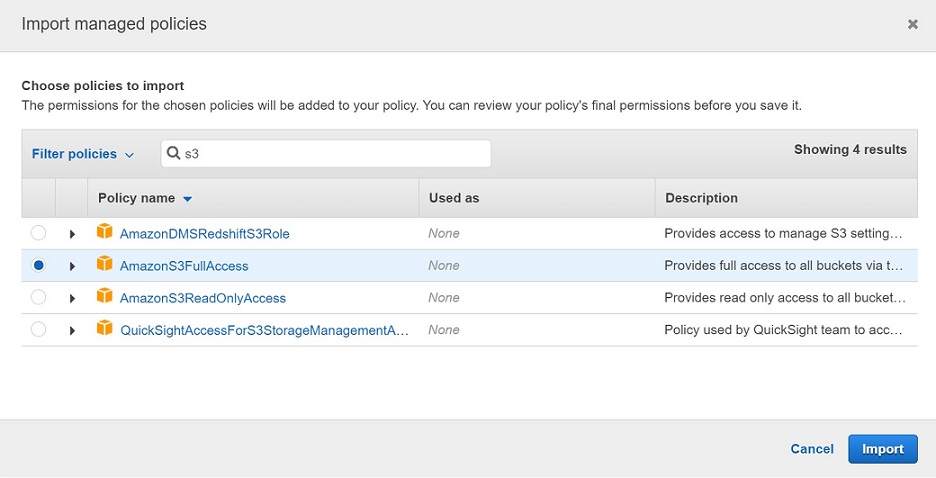 Import managed policies
Choose policies to import
The permissions for the chosen policies will be added to your policy. You can review your policy's final permissions before you save it.
Filter policies s3 Showing 4 results
Policy name Used as Description
AmazonDMSRedshiftS3Role None Provides access to manage S3 setting…
AmazonS3FullAccess None Provides full access to all buckets via t…
AmazonS3ReadOnlyAccess None Provides read only access to all bucket…
QuickSightAccessForS3StorageManagementA… None Policy used by QuickSight team to acc…
Cancel Import